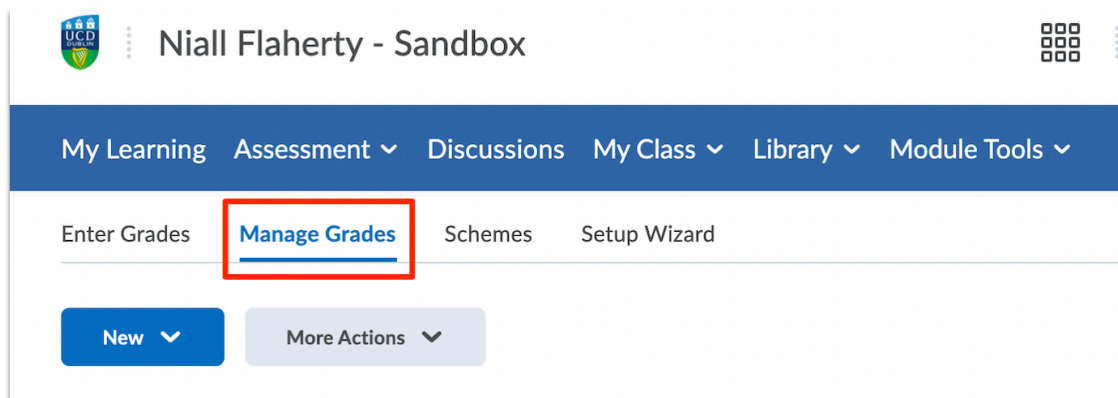 UCD
DUBLIN
Niall Flaherty - Sandbox
My Learning Assessment Discussions My Class Library Module Tools
Enter Grades Manage Grades Schemes Setup Wizard
New More Actions